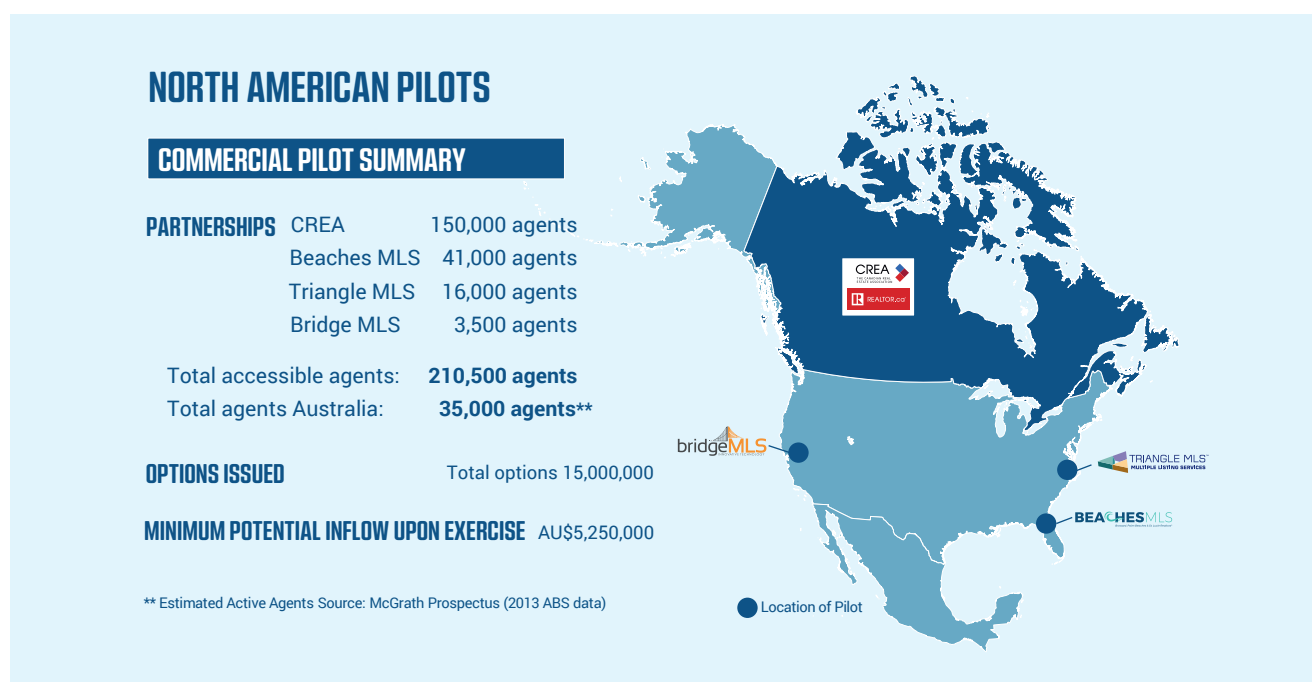 NORTH AMERICAN PILOTS
COMMERCIAL PILOT SUMMARY
PARTNERSHIPS CREA 150,000 agents
Beaches MLS 41,000 agents
Triangle MLS 16,000 agents
Bridge MLS 3,500 agents
Total accessible agents: 210,500 agents
Total agents Australia: 35,000 agents**
OPTIONS ISSUED Total options 15,000,000
MINIMUM POTENTIAL INFLOW UPON EXERCISE AU$5,250,000
** Estimated Active Agents Source: McGrath Prospectus (2013 ABS data)
CREA
THE CANADIAN REAL
ESTATE ASSOCIATION
R REALTOR.ca
bridgeMLS
TRIANGLE MLS
MULTIPLE LISTING SERVICES
BEACHESMLS
Location of Pilot